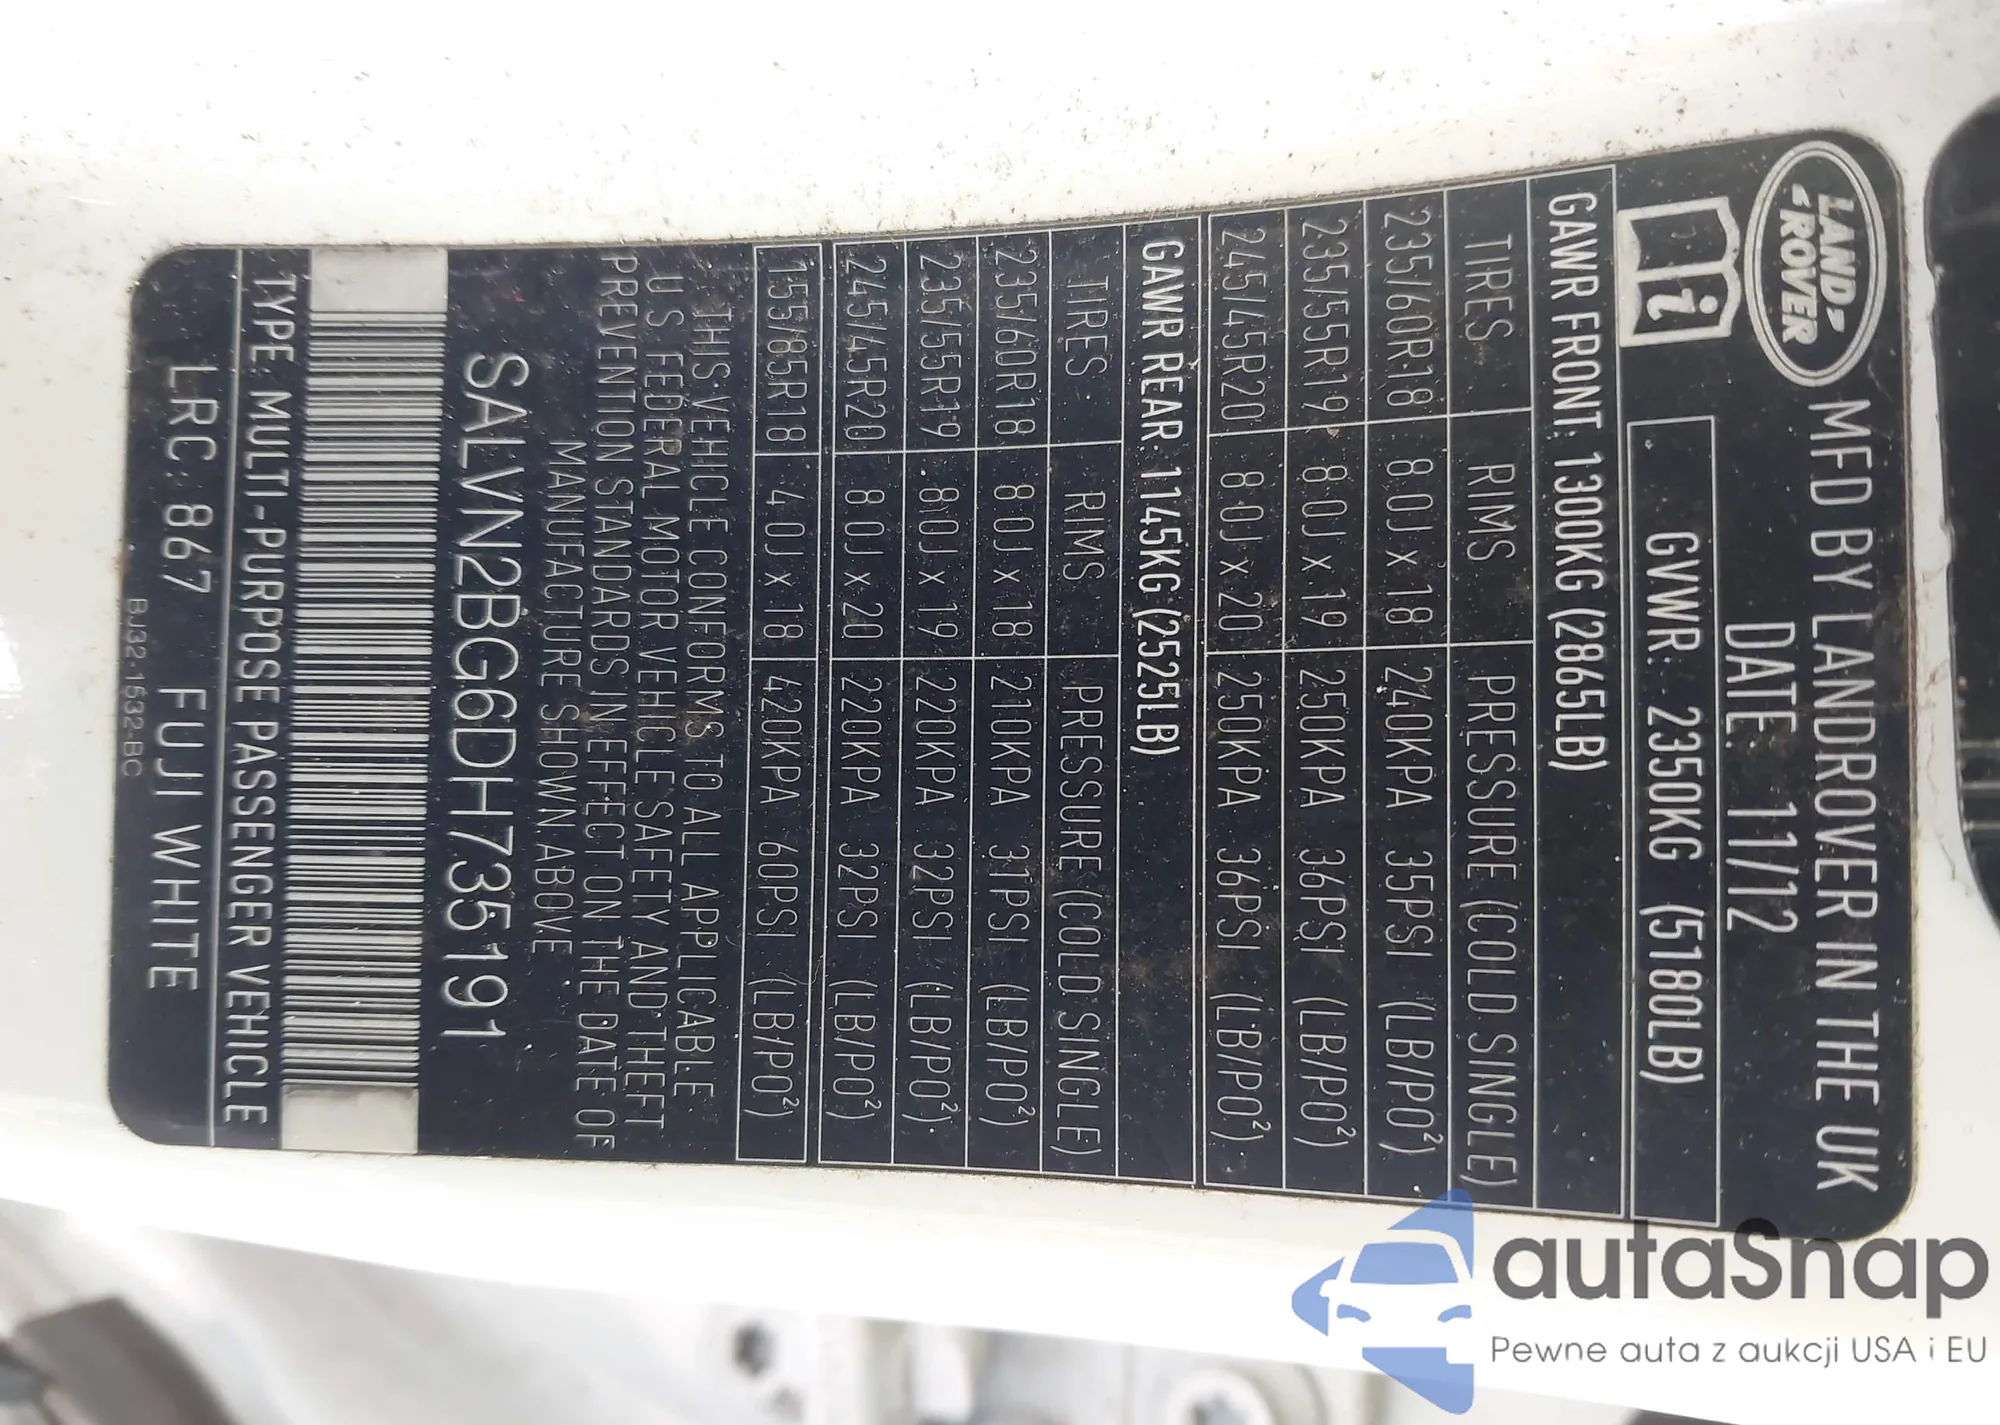 LAND
ROVER
MFD BY LANDROVER IN THE UK
DATE: 11/12
GVWR: 2350KG (5180LB)
i
GAWR FRONT: 1300KG (2865LB)
TIRES RIMS PRESSURE (COLD SINGLE)
235/60R18 8.0J x 18 240KPA 35PSI (LB/PO²)
235/55R19 8.0J x 19 250KPA 36PSI (LB/PO²)
245/45R20 8.0J x 20 250KPA 36PSI (LB/PO²)
GAWR REAR: 1145KG (2525LB)
TIRES RIMS PRESSURE (COLD SINGLE)
235/60R18 8.0J x 18 210KPA 31PSI (LB/PO²)
235/55R19 8.0J x 19 220KPA 32PSI (LB/PO²)
245/45R20 8.0J x 20 220KPA 32PSI (LB/PO²)
155/85R18 4.0J x 18 420KPA 60PSI (LB/PO²)
THIS VEHICLE CONFORMS TO ALL APPLICABLE
U.S FEDERAL MOTOR VEHICLE SAFETY AND THEFT
PREVENTION STANDARDS IN EFFECT ON THE DATE OF
MANUFACTURE SHOWN ABOVE
SALVN2BG6DH735191
TYPE: MULTI-PURPOSE PASSENGER VEHICLE
LRC: 867 FUJI WHITE
BJ32-1532-BC
autaSnap
Pewne auta z aukcji USA i EU